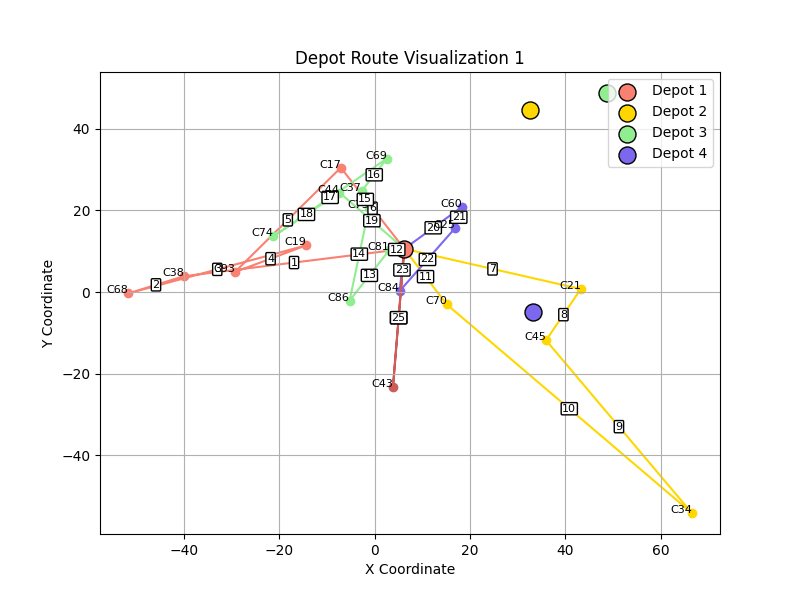 Depot Route Visualization 1
Depot 1
Depot 2
Depot 3
Depot 4
Y Coordinate
40
20
0
−20
−40
−40
−20
0
20
40
60
X Coordinate
C69
C17
16
C44
C37
17
15
6
C60
5
18
19
21
20
C74
C19
C81
12
4
1
14
22
7
C38
3
C93
13
23
11
C68
2
C86
C84
C70
C21
25
8
C45
C43
10
9
C34